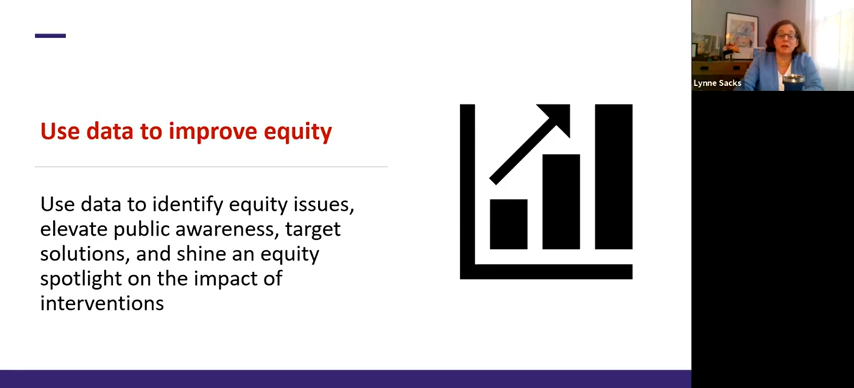 Use data to improve equity
Use data to identify equity issues,
elevate public awareness, target
solutions, and shine an equity
spotlight on the impact of
interventions
Lynne Sacks